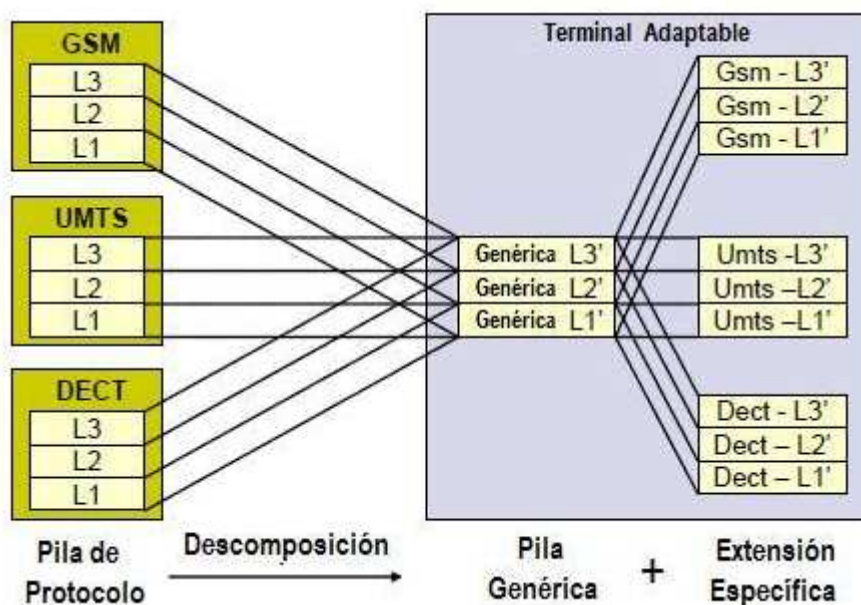 GSM
L3
L2
L1
UMTS
L3
L2
L1
DECT
L3
L2
L1
Terminal Adaptable
Genérica L3'
Genérica L2'
Genérica L1'
Gsm - L3'
Gsm - L2'
Gsm - L1'
Umts -L3'
Umts –L2'
Umts –L1'
Dect - L3'
Dect – L2'
Dect – L1'
Pila de
Protocolo
Descomposición
Pila
Genérica
+
Extensión
Específica